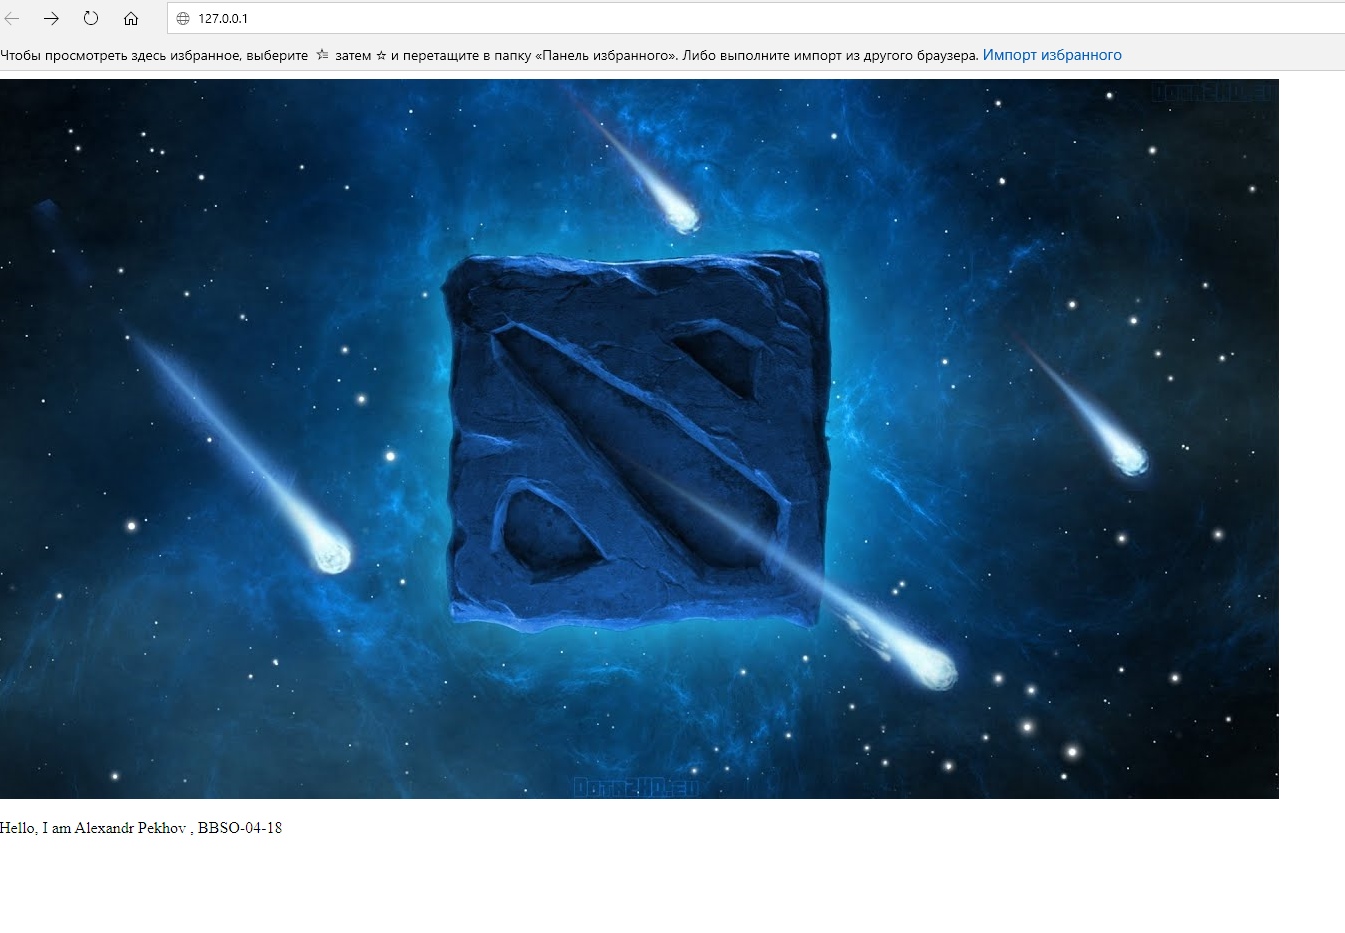 127.0.0.1
Чтобы просмотреть здесь избранное, выберите затем ☆ и перетащите в папку «Панель избранного». Либо выполните импорт из другого браузера. Импорт избранного
DOTA2HD.EU
DOTA2HD.EU
Hello, I am Alexandr Pekhov , BBSO-04-18